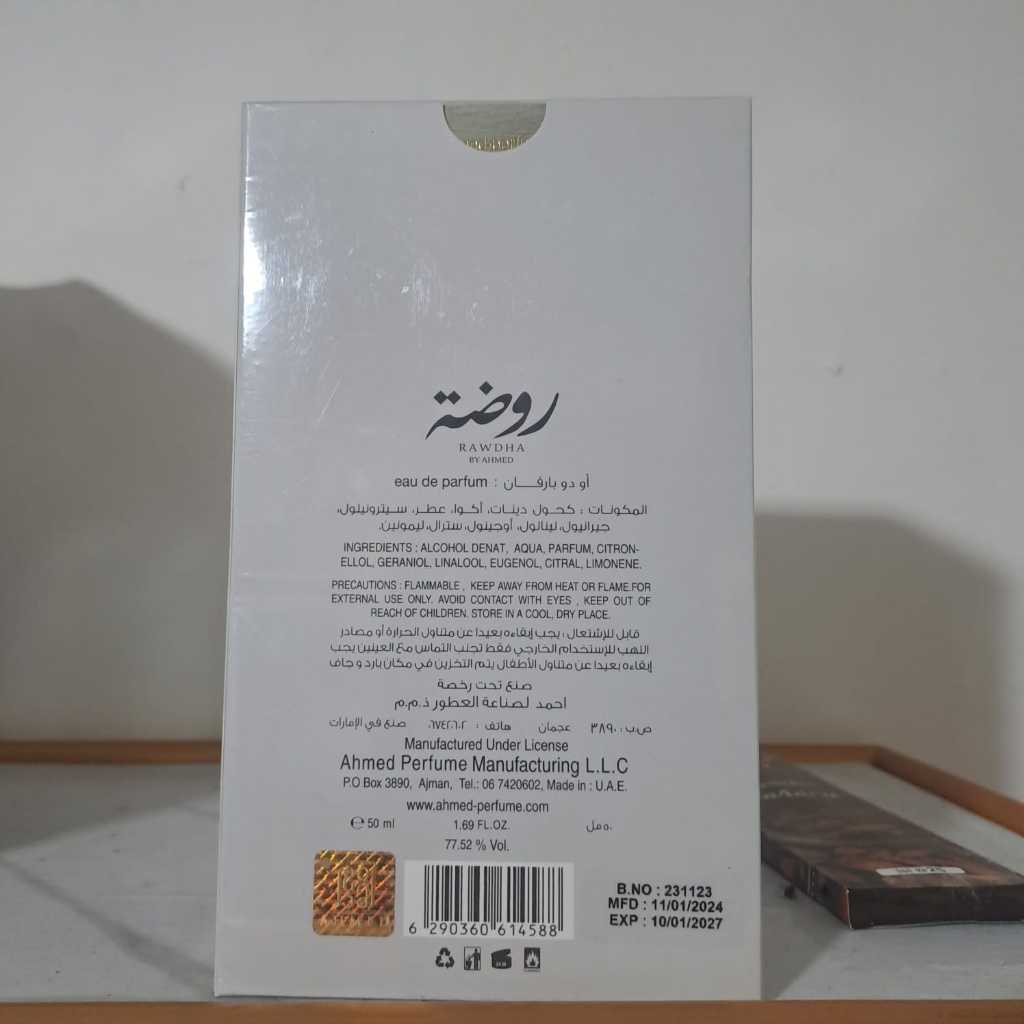 روضة
RAWDHA
BY AHMED
eau de parfum : أو دو بارفـــان
المكونات : كحول دينات، أكوا، عطر، سيترونيلول،
جيرانيول، لينالول، أوجينول، سترال، ليمونين.
INGREDIENTS : ALCOHOL DENAT, AQUA, PARFUM, CITRON-
ELLOL, GERANIOL, LINALOOL, EUGENOL, CITRAL, LIMONENE.
PRECAUTIONS : FLAMMABLE , KEEP AWAY FROM HEAT OR FLAME.FOR
EXTERNAL USE ONLY. AVOID CONTACT WITH EYES , KEEP OUT OF
REACH OF CHILDREN. STORE IN A COOL, DRY PLACE.
قابل للإشتعال : يجب إبقاءه بعيدا عن متناول الحرارة أو مصادر
اللهب للإستخدام الخارجي فقط تجنب التماس مع العينين يجب
إبقاءه بعيدا عن متناول الأطفال يتم التخزين في مكان بارد و جاف
صنع تحت رخصة
احمد لصناعة العطور ذ.م.م
ص.ب : ٣٨٩٠ عجمان هاتف : ٠٦٧٤٢٠٦٠٢ صنع في الإمارات
Manufactured Under License
Ahmed Perfume Manufacturing L.L.C
P.O Box 3890, Ajman, Tel.: 06 7420602, Made in : U.A.E.
www.ahmed-perfume.com
℮ 50 ml 1.69 FL.OZ. ٥٠ مل
77.52 % Vol.
AHMED
6 290360 614588
B.NO : 231123
MFD : 11/01/2024
EXP : 10/01/2027